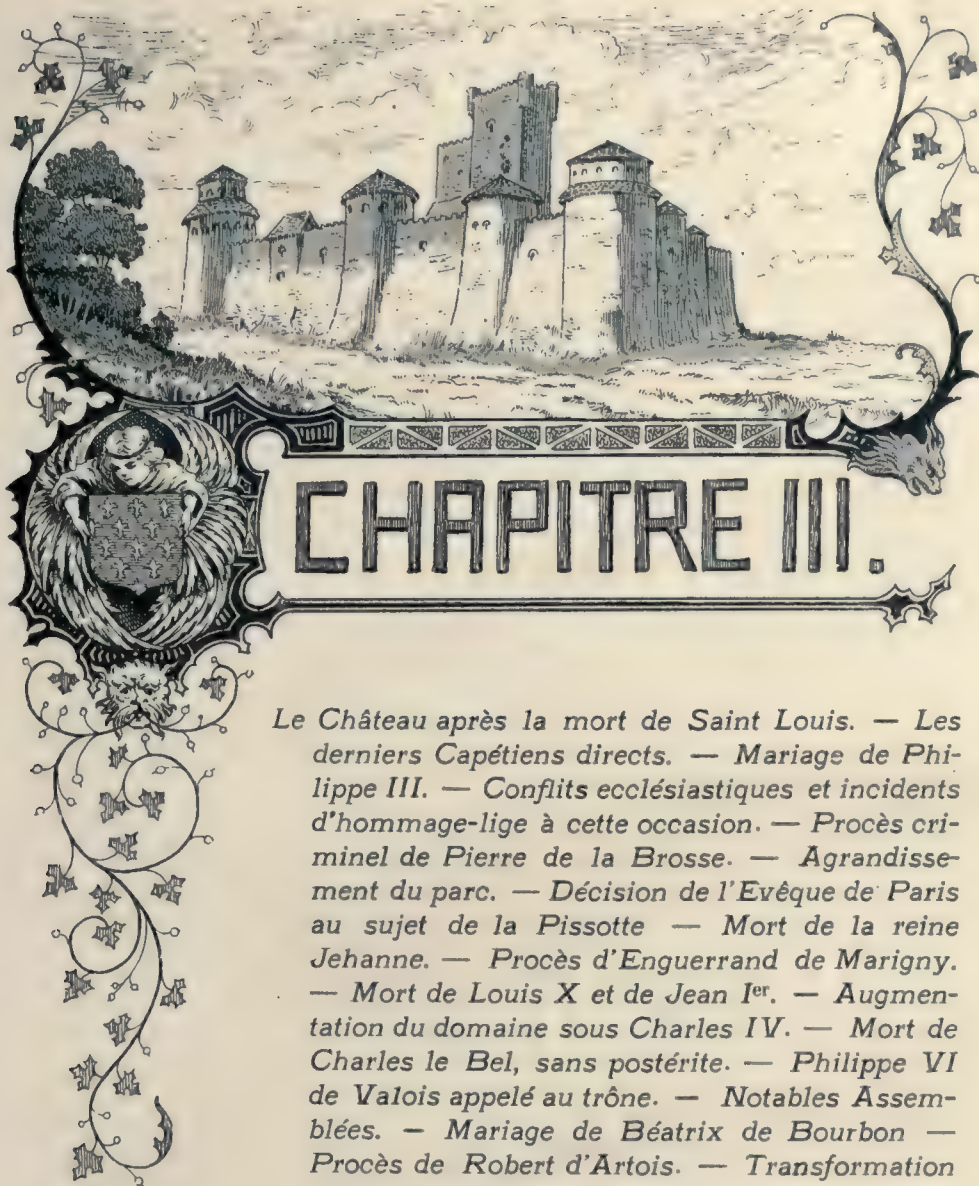 CHAPITRE III.
Le Château après la mort de Saint Louis. — Les
derniers Capétiens directs. — Mariage de Phi-
lippe III. — Conflits ecclésiastiques et incidents
d'hommage-lige à cette occasion. — Procès cri-
minel de Pierre de la Brosse. — Agrandisse-
ment du parc. — Décision de l'Evêque de Paris
au sujet de la Pissotte — Mort de la reine
Jehanne. — Procès d'Enguerrand de Marigny.
— Mort de Louis X et de Jean Iᵉʳ. — Augmen-
tation du domaine sous Charles IV. — Mort de
Charles le Bel, sans postérite. — Philippe VI
de Valois appelé au trône. — Notables Assem-
blées. — Mariage de Béatrix de Bourbon —
Procès de Robert d'Artois. — Transformation